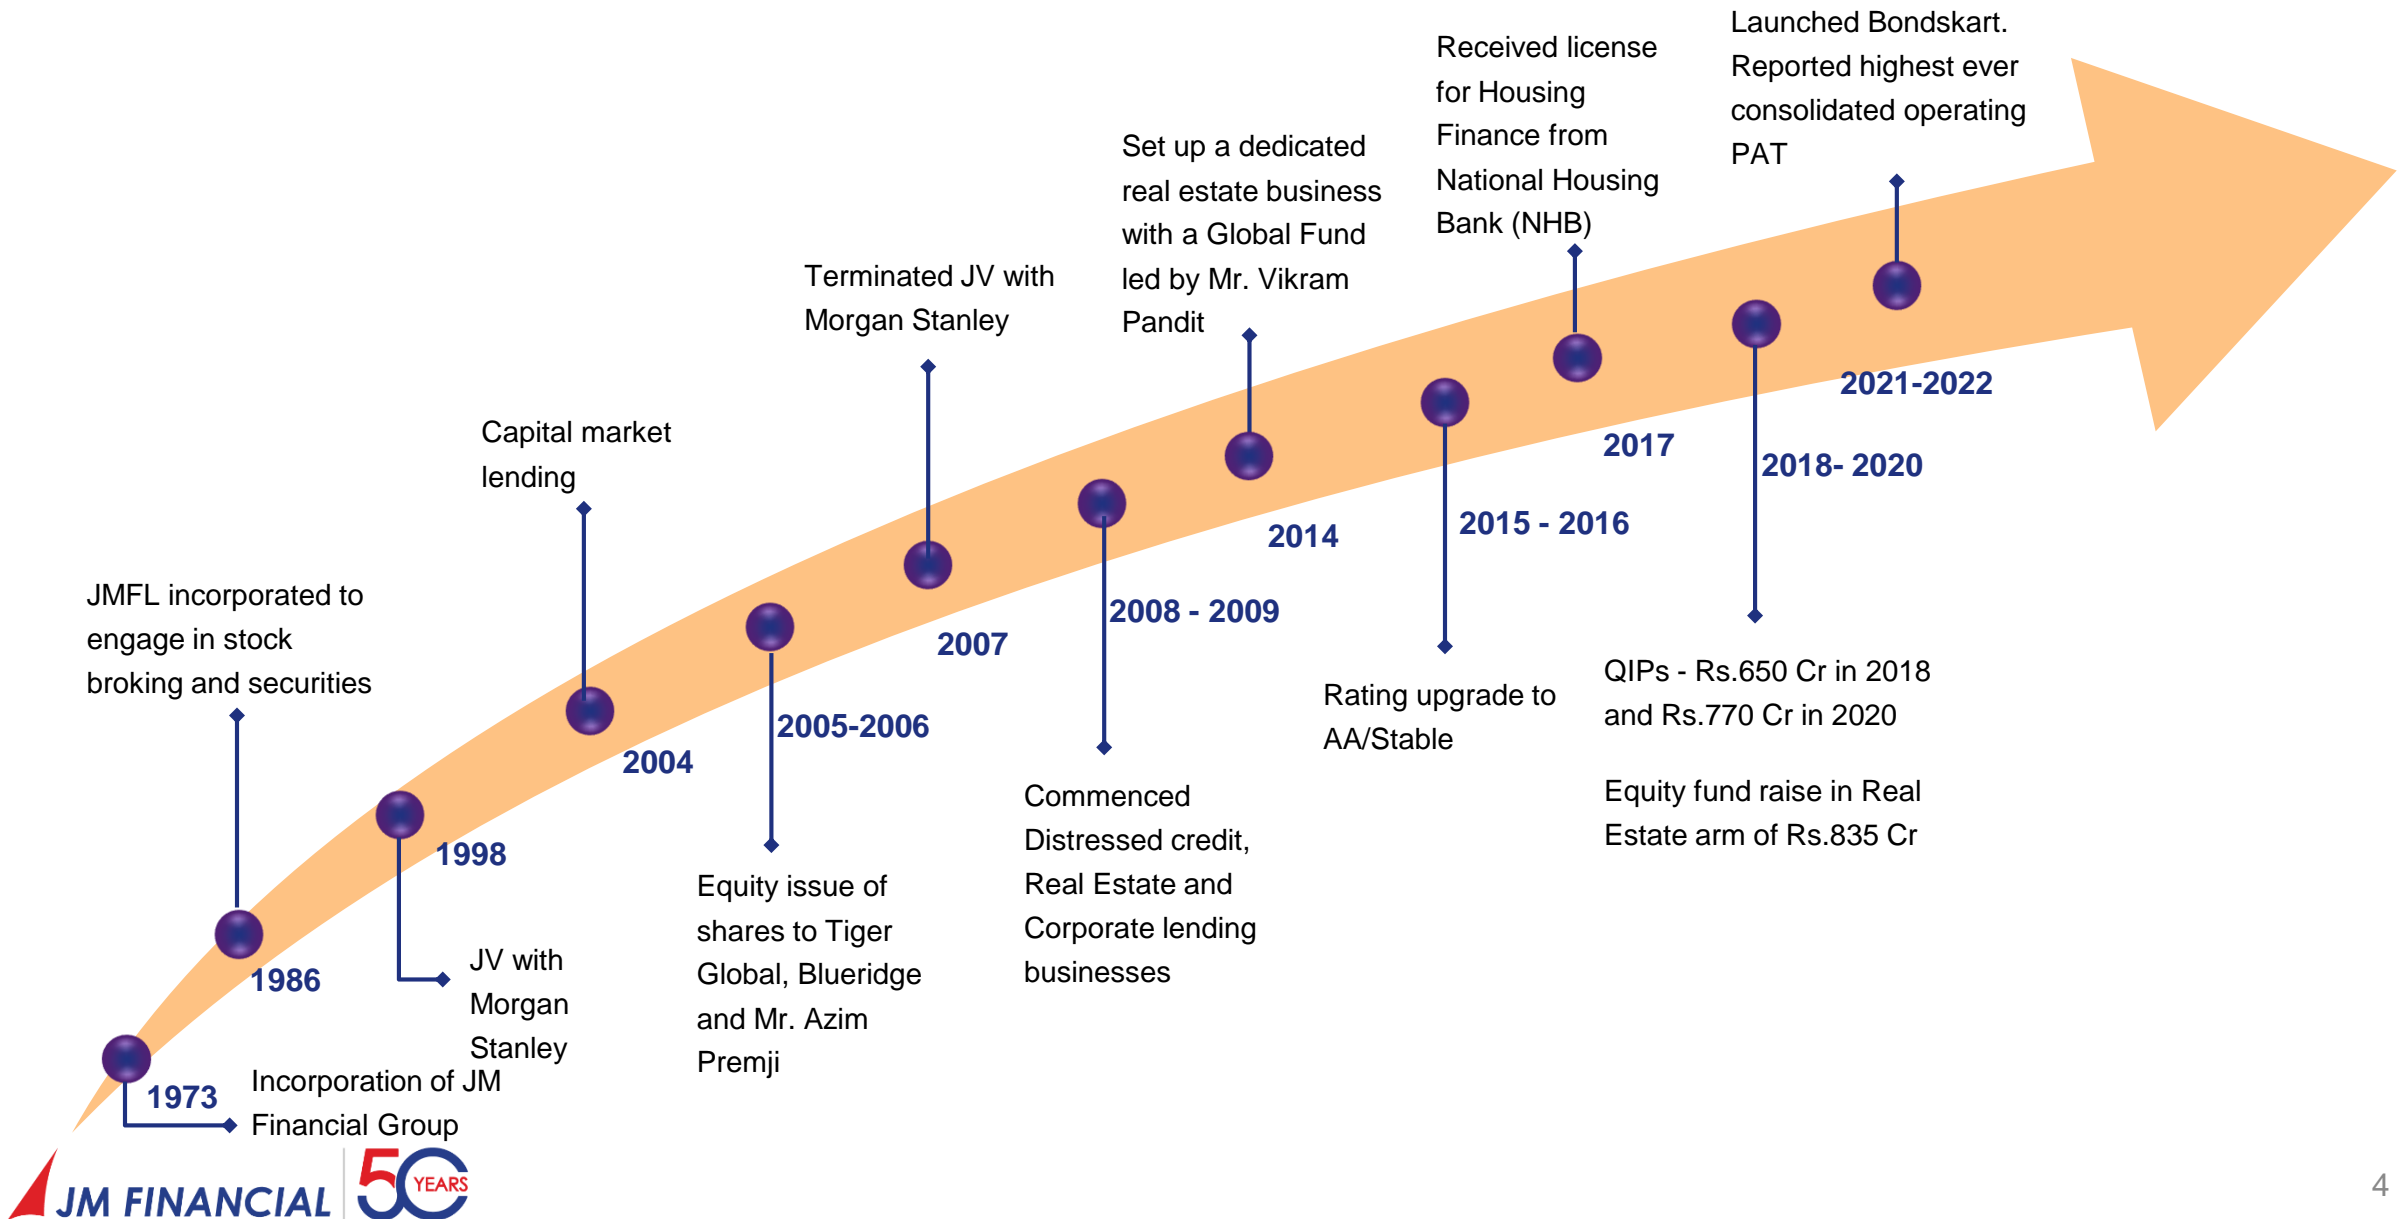 Launched Bondskart.
Reported highest ever
consolidated operating
PAT
Received license
for Housing
Finance from
National Housing
Bank (NHB)
Set up a dedicated
real estate business
with a Global Fund
led by Mr. Vikram
Pandit
Terminated JV with
Morgan Stanley
Capital market
lending
JMFL incorporated to
engage in stock
broking and securities
2021-2022
2017
2018- 2020
2014
2015 - 2016
2008 - 2009
2007
2005-2006
2004
1998
1986
1973
QIPs - Rs.650 Cr in 2018
and Rs.770 Cr in 2020
Equity fund raise in Real
Estate arm of Rs.835 Cr
Rating upgrade to
AA/Stable
Commenced
Distressed credit,
Real Estate and
Corporate lending
businesses
Equity issue of
shares to Tiger
Global, Blueridge
and Mr. Azim
Premji
JV with
Morgan
Stanley
Incorporation of JM
Financial Group
JM FINANCIAL
50 YEARS
4